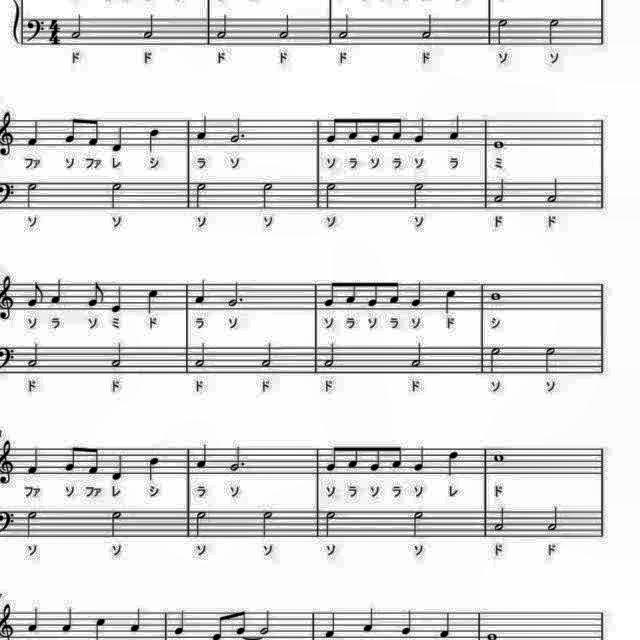 ド ド ド ド ド ド ソ ソ
ファ ソ ファ レ シ ラ ソ ソ ラ ソ ラ ソ ラ ミ
ソ ソ ソ ソ ソ ソ ド ド
ソ ラ ソ ミ ド ラ ソ ソ ラ ソ ラ ソ ド シ
ド ド ド ド ド ド ソ ソ
ファ ソ ファ レ シ ラ ソ ソ ラ ソ ラ ソ レ ド
ソ ソ ソ ソ ソ ソ ド ド